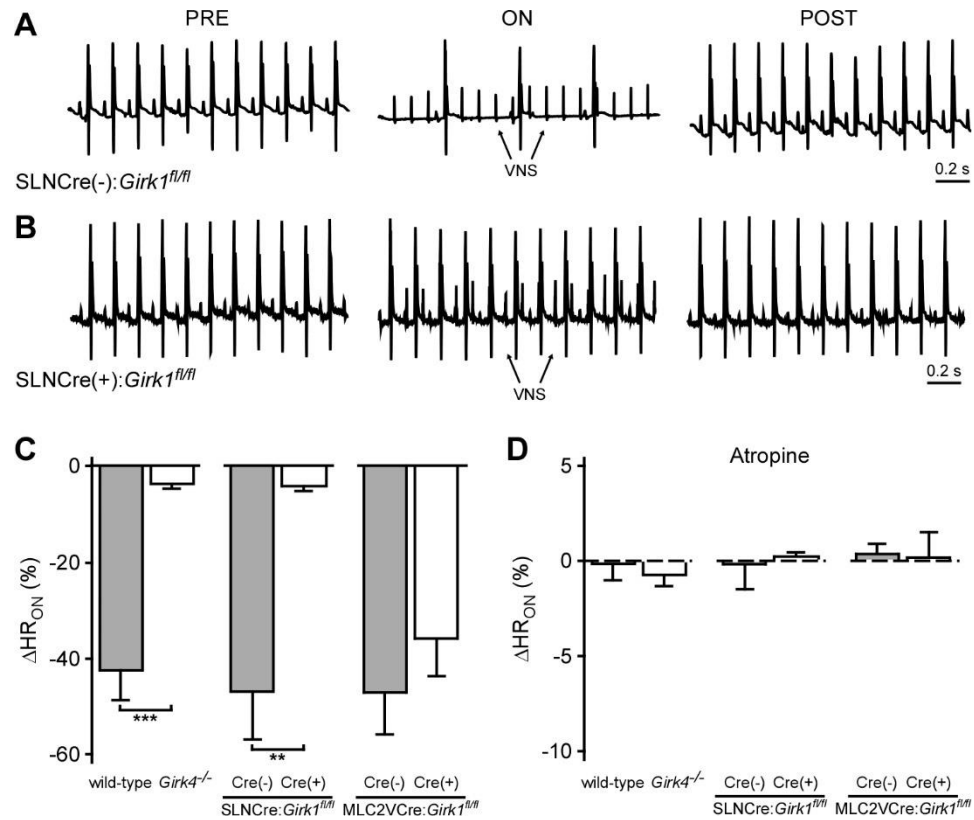 A
PRE
ON
POST
VNS
SLNCre(-):Girk1fl/fl
0.2 s
B
VNS
SLNCre(+):Girk1fl/fl
0.2 s
C
ΔHRON (%)
0
-20
-40
-60
***
**
wild-type Girk4-/-
Cre(-) Cre(+)
SLNCre:Girk1fl/fl
Cre(-) Cre(+)
MLC2VCre:Girk1fl/fl
D
Atropine
ΔHRON (%)
5
0
-5
-10
wild-type Girk4-/-
Cre(-) Cre(+)
SLNCre:Girk1fl/fl
Cre(-) Cre(+)
MLC2VCre:Girk1fl/fl